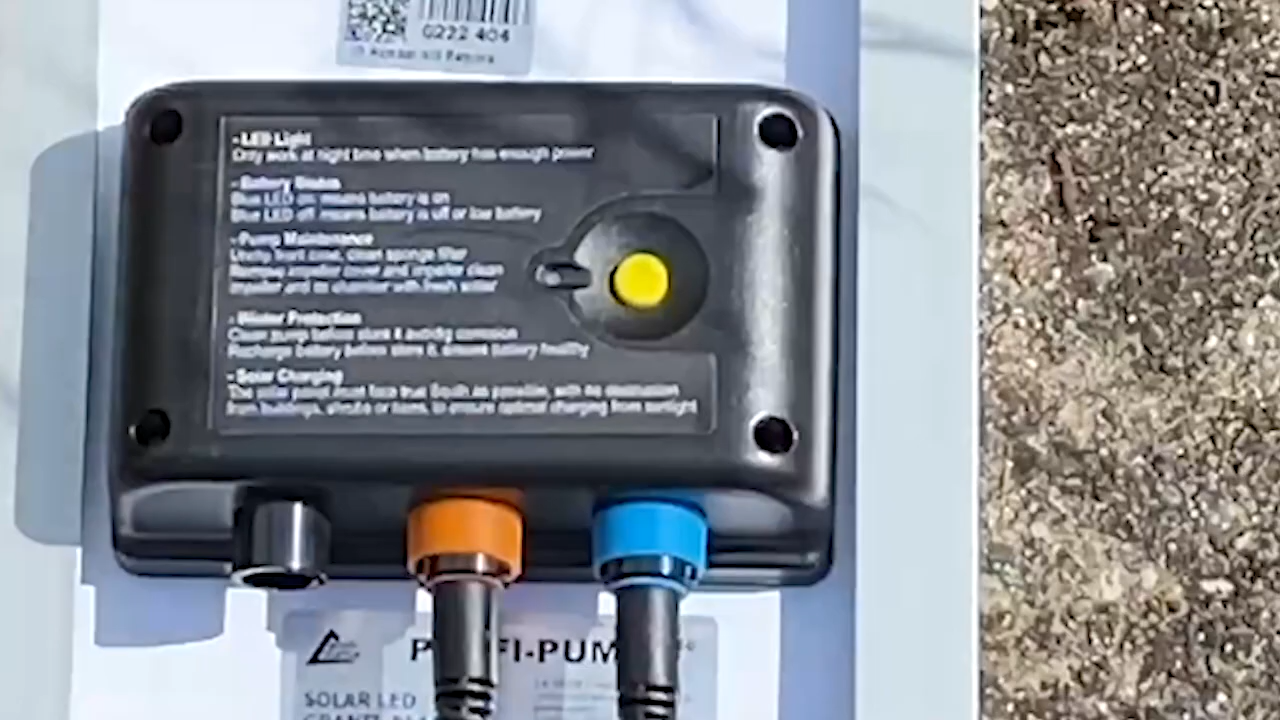 0222 404
- LED Light
Only work at night time when battery has enough power
- Battery Status
Blue LED on means battery is on
Blue LED off means battery is off or low battery
- Pump Maintenance
Unclip front cover, clean sponge filter
Remove impeller cover and impeller clean
impeller and its chamber with fresh water
- Winter Protection
Clean pump before store it avoidig corrosion
Recharge battery before store it, ensure battery healthy
- Solar Charging
The solar panel must face true South as possible, with no obstruction
from buildings, shrubs or trees, to ensure optimal charging from sunlight
FI-PUM
SOLAR LED